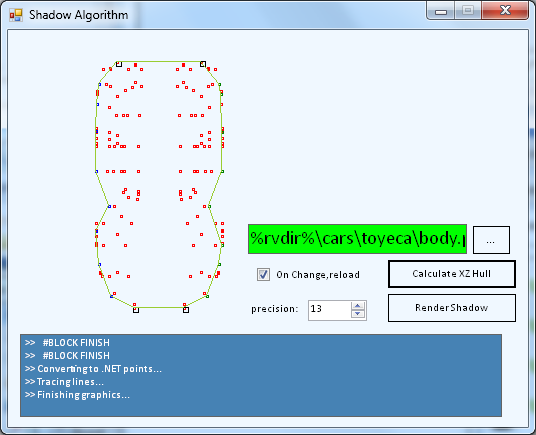 Shadow Algorithm
%rvdir%\cars\toyeca\body.p
...
On Change,reload
Calculate XZ Hull
precision:
13
Render Shadow
>> #BLOCK FINISH
>> #BLOCK FINISH
>> Converting to .NET points...
>> Tracing lines...
>> Finishing graphics...